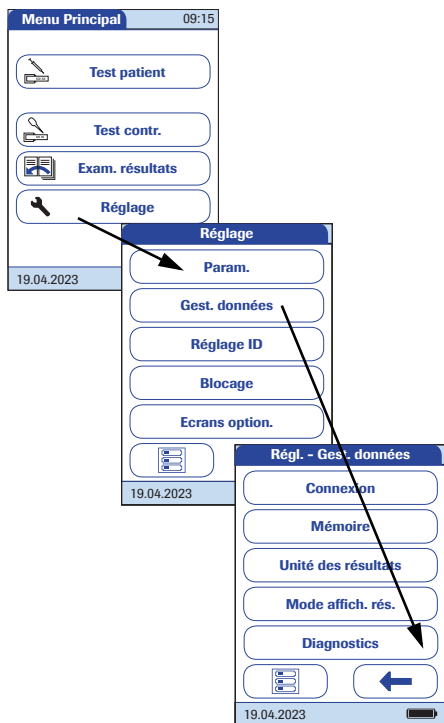 Menu Principal 09:15
Test patient
Test contr.
Exam. résultats
Réglage
19.04.2023
Réglage
Param.
Gest. données
Réglage ID
Blocage
Ecrans option.
19.04.2023
Régl. - Gest. données
Connexion
Mémoire
Unité des résultats
Mode affich. rés.
Diagnostics
19.04.2023